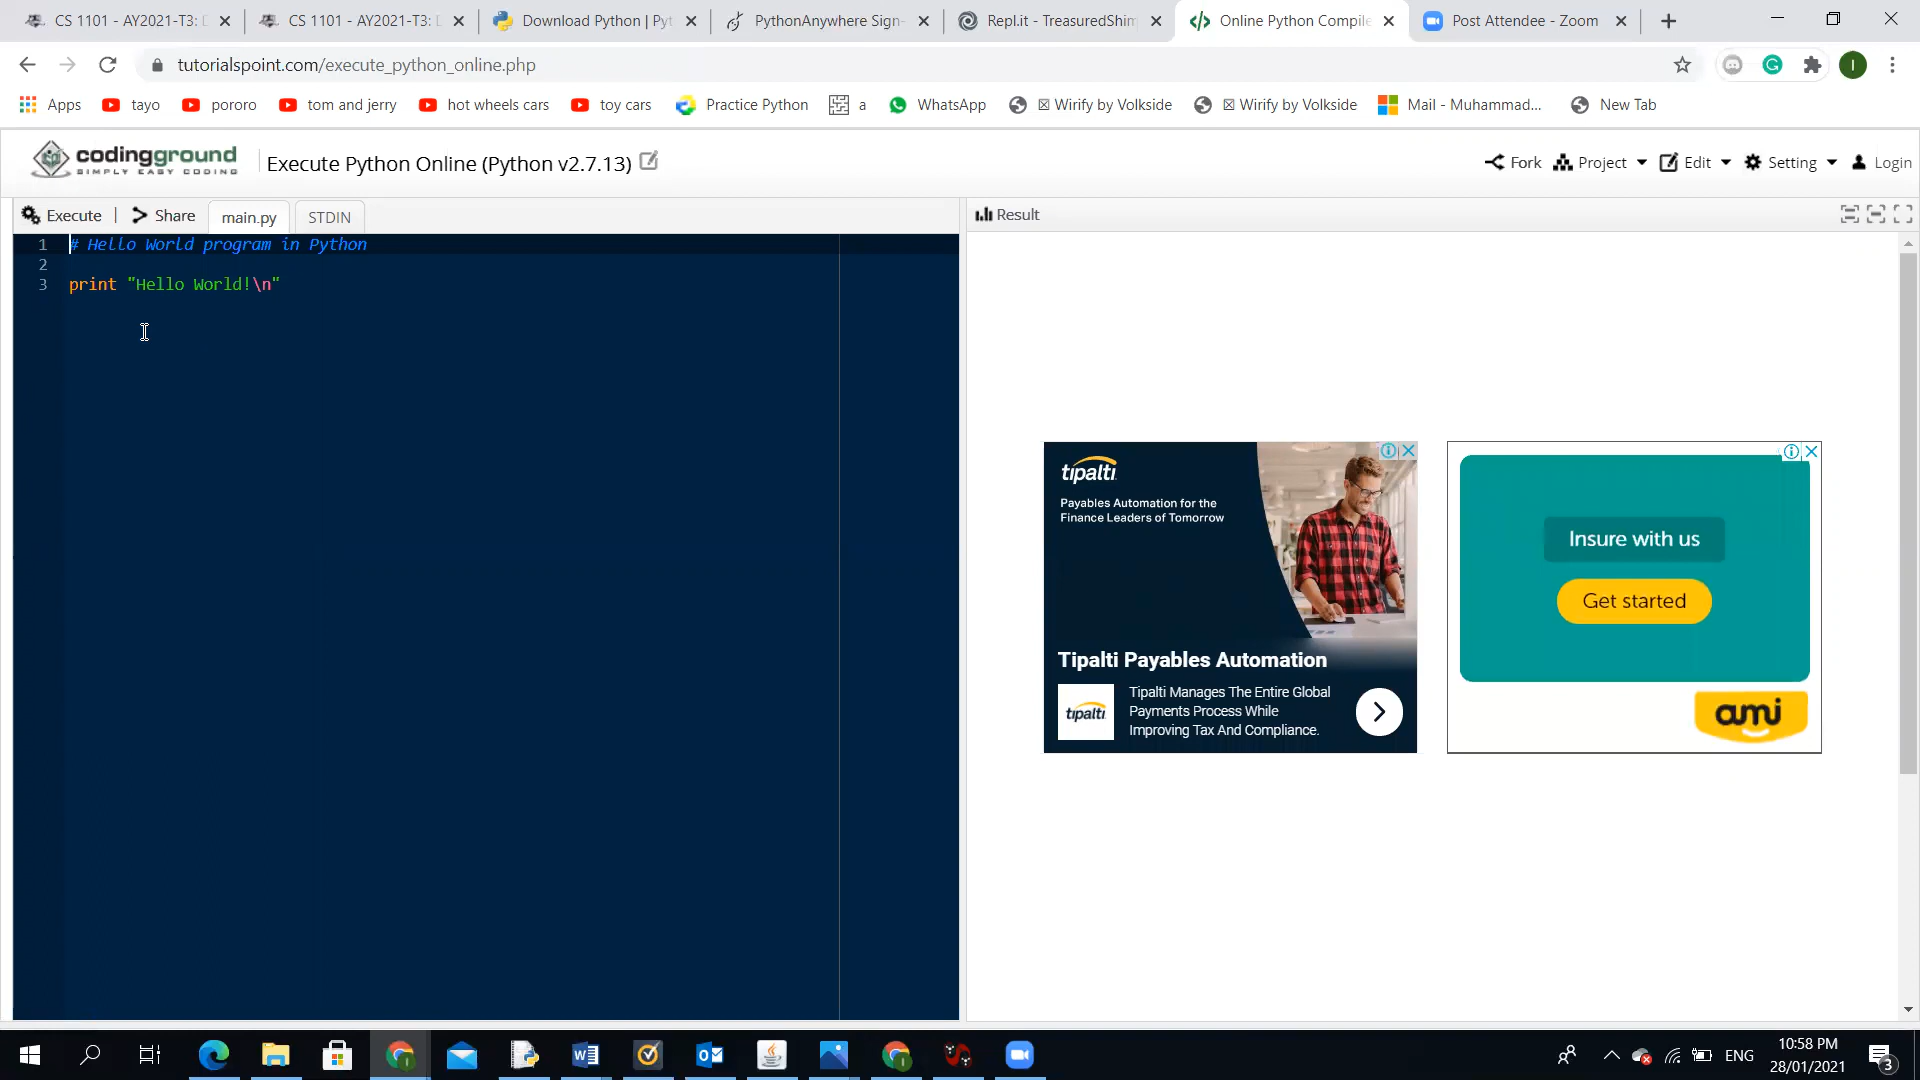 CS 1101 - AY2021-T3:
CS 1101 - AY2021-T3:
Download Python | Pyt
PythonAnywhere Sign-
Repl.it - TreasuredShim
Online Python Compile
Post Attendee - Zoom
tutorialspoint.com/execute_python_online.php
I
Apps
tayo
pororo
tom and jerry
hot wheels cars
toy cars
Practice Python
a
WhatsApp
Wirify by Volkside
Wirify by Volkside
Mail - Muhammad...
New Tab
codingground
SIMPLY EASY CODING
Execute Python Online (Python v2.7.13)
Fork
Project
Edit
Setting
Login
Execute
Share
main.py
STDIN
Result
1 # Hello World program in Python
2
3 print "Hello World!\n"
tipalti
Payables Automation for the
Finance Leaders of Tomorrow
Tipalti Payables Automation
tipalti
Tipalti Manages The Entire Global
Payments Process While
Improving Tax And Compliance.
Insure with us
Get started
ami
ENG
10:58 PM
28/01/2021
3